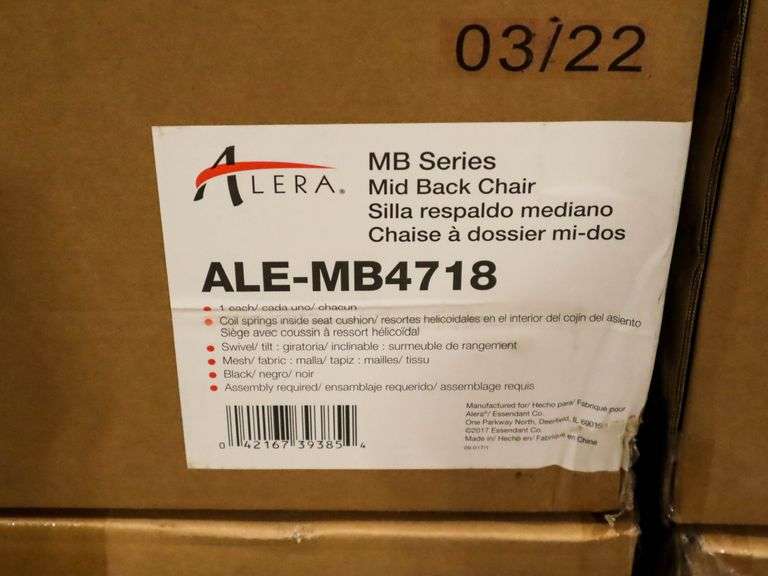 03/22
ALERA®
MB Series
Mid Back Chair
Silla respaldo mediano
Chaise à dossier mi-dos
ALE-MB4718
• 1 each/ cada uno/ chacun
• Coil springs inside seat cushion/ resortes helicoidales en el interior del cojín del asiento
Siège avec coussin à ressort hélicoïdal
• Swivel/ tilt : giratoria/ inclinable : surmeuble de rangement
• Mesh/ fabric : malla/ tapiz : mailles/ tissu
• Black/ negro/ noir
• Assembly required/ ensamblaje requerido/ assemblage requis
0 42167 39385 4
Manufactured for/ Hecho para/ Fabriqué pour
Alera®/ Essendant Co.
One Parkway North, Deerfield, IL 60015
©2017 Essendant Co.
Made in/ Hecho en/ Fabriqué en Chine